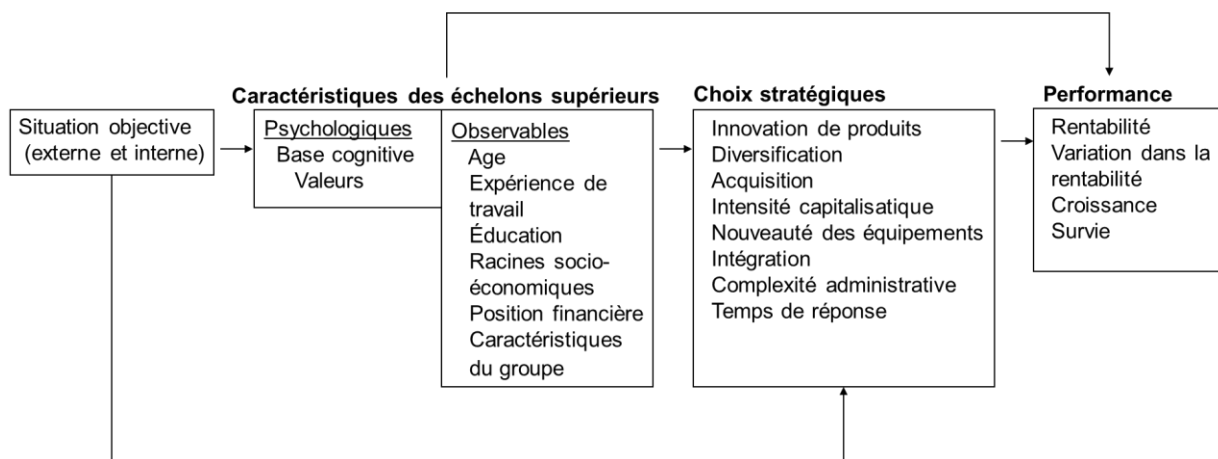 Caractéristiques des échelons supérieurs
Choix stratégiques
Performance
Situation objective
(externe et interne)
Psychologiques
Base cognitive
Valeurs
Observables
Age
Expérience de
travail
Éducation
Racines socio-
économiques
Position financière
Caractéristiques
du groupe
Innovation de produits
Diversification
Acquisition
Intensité capitalisatique
Nouveauté des équipements
Intégration
Complexité administrative
Temps de réponse
Rentabilité
Variation dans la
rentabilité
Croissance
Survie